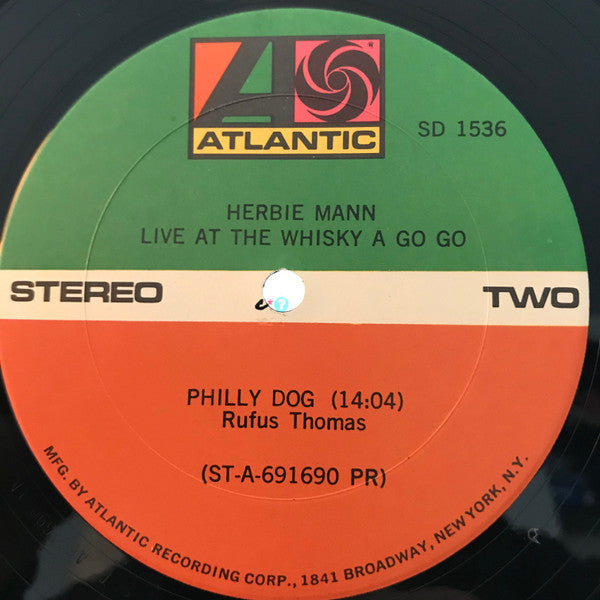 ATLANTIC
SD 1536
HERBIE MANN
LIVE AT THE WHISKY A GO GO
STEREO
TWO
PHILLY DOG (14:04)
Rufus Thomas
(ST-A-691690 PR)
MFG. BY ATLANTIC RECORDING CORP., 1841 BROADWAY, NEW YORK, N.Y.